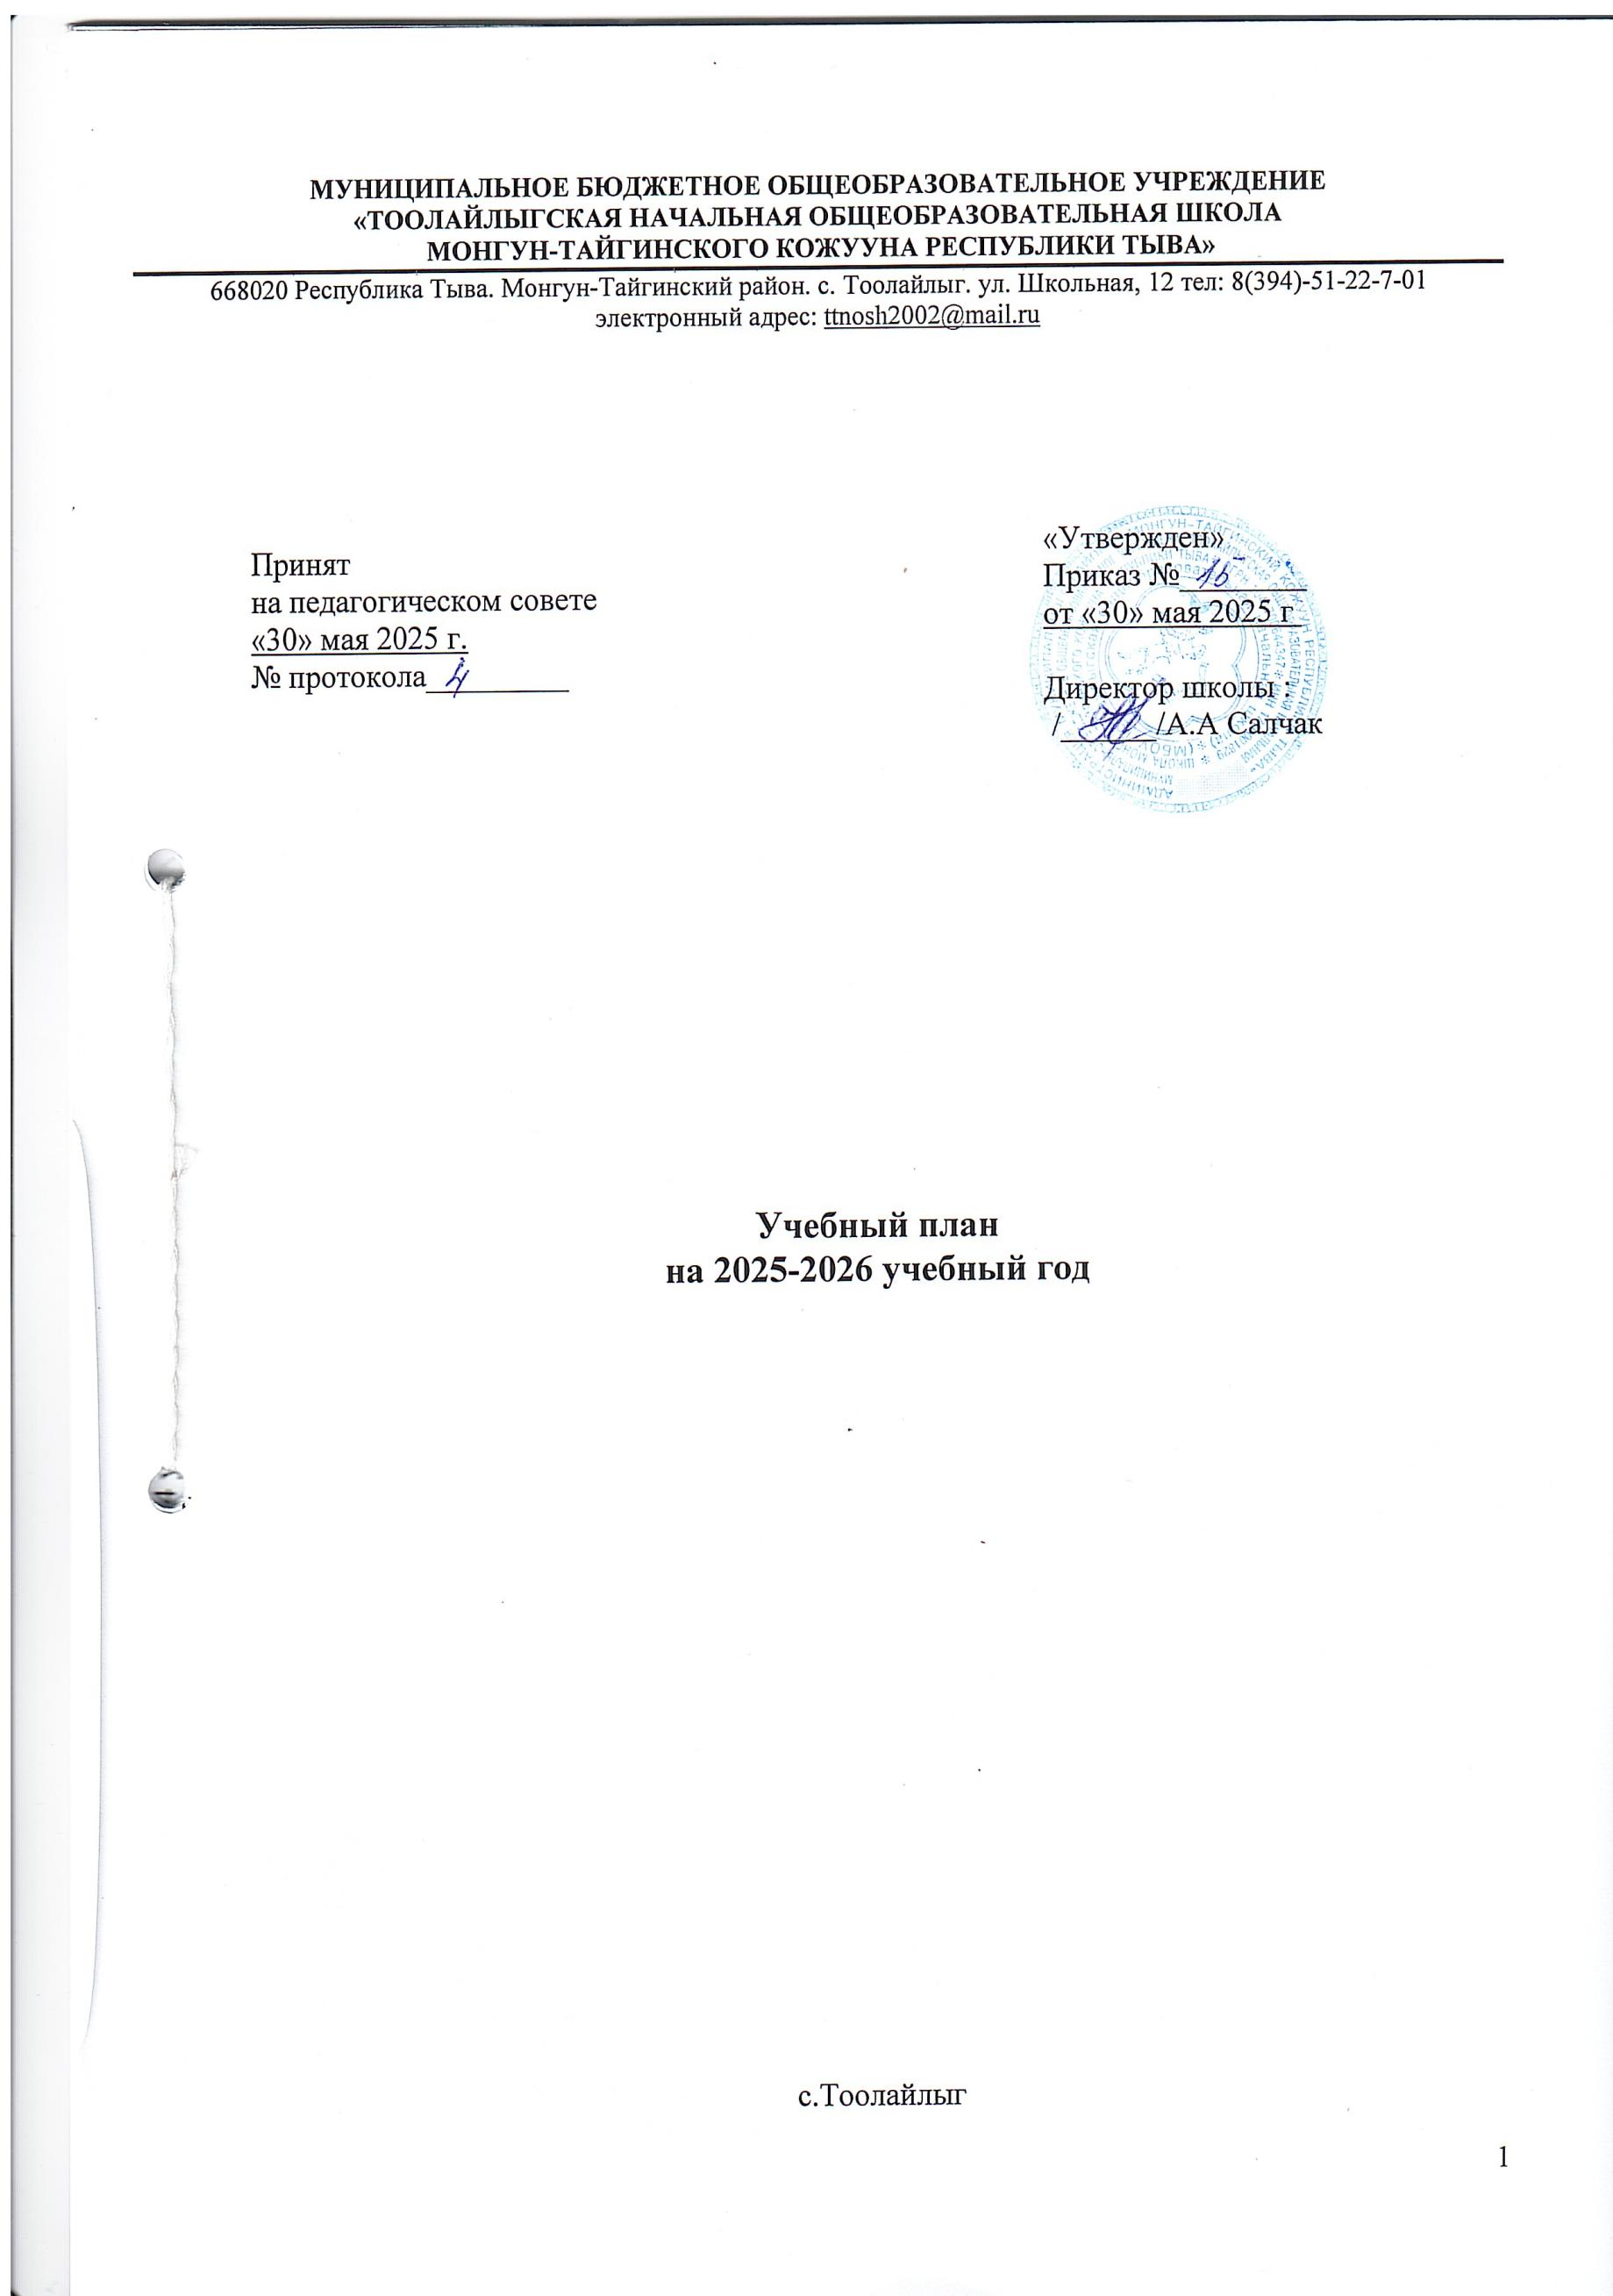 МУНИЦИПАЛЬНОЕ БЮДЖЕТНОЕ ОБЩЕОБРАЗОВАТЕЛЬНОЕ УЧРЕЖДЕНИЕ
«ТООЛАЙЛЫГСКАЯ НАЧАЛЬНАЯ ОБЩЕОБРАЗОВАТЕЛЬНАЯ ШКОЛА
МОНГУН-ТАЙГИНСКОГО КОЖУУНА РЕСПУБЛИКИ ТЫВА»
668020 Республика Тыва. Монгун-Тайгинский район. с. Тоолайлыг. ул. Школьная, 12 тел: 8(394)-51-22-7-01
электронный адрес: ttnosh2002@mail.ru
Принят
на педагогическом совете
«30» мая 2025 г.
№ протокола 4
«Утвержден»
Приказ №
от «30» мая 2025 г
Директор школы :
/______/А.А Салчак
Учебный план
на 2025-2026 учебный год
с.Тоолайлыг
1